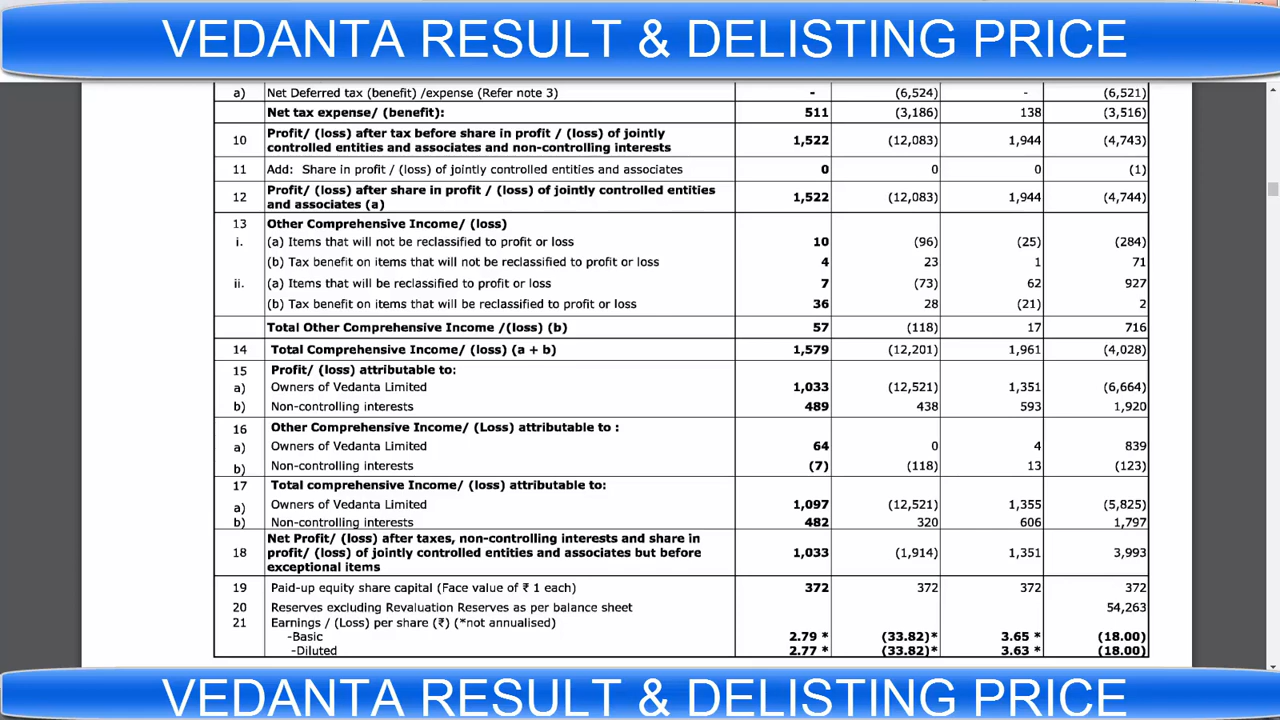 VEDANTA RESULT & DELISTING PRICE
a) Net Deferred tax (benefit) /expense (Refer note 3) - (6,524) - (6,521)
Net tax expense/ (benefit): 511 (3,186) 138 (3,516)
10 Profit/ (loss) after tax before share in profit / (loss) of jointly
controlled entities and associates and non-controlling interests 1,522 (12,083) 1,944 (4,743)
11 Add: Share in profit / (loss) of jointly controlled entities and associates 0 0 0 (1)
12 Profit/ (loss) after share in profit / (loss) of jointly controlled entities
and associates (a) 1,522 (12,083) 1,944 (4,744)
13 Other Comprehensive Income/ (loss)
i. (a) Items that will not be reclassified to profit or loss 10 (96) (25) (284)
(b) Tax benefit on items that will not be reclassified to profit or loss 4 23 1 71
ii. (a) Items that will be reclassified to profit or loss 7 (73) 62 927
(b) Tax benefit on items that will be reclassified to profit or loss 36 28 (21) 2
Total Other Comprehensive Income /(loss) (b) 57 (118) 17 716
14 Total Comprehensive Income/ (loss) (a + b) 1,579 (12,201) 1,961 (4,028)
15 Profit/ (loss) attributable to:
a) Owners of Vedanta Limited 1,033 (12,521) 1,351 (6,664)
b) Non-controlling interests 489 438 593 1,920
16 Other Comprehensive Income/ (Loss) attributable to :
a) Owners of Vedanta Limited 64 0 4 839
b) Non-controlling interests (7) (118) 13 (123)
17 Total comprehensive Income/ (loss) attributable to:
a) Owners of Vedanta Limited 1,097 (12,521) 1,355 (5,825)
b) Non-controlling interests 482 320 606 1,797
18 Net Profit/ (loss) after taxes, non-controlling interests and share in
profit/ (loss) of jointly controlled entities and associates but before
exceptional items 1,033 (1,914) 1,351 3,993
19 Paid-up equity share capital (Face value of ₹ 1 each) 372 372 372 372
20 Reserves excluding Revaluation Reserves as per balance sheet 54,263
21 Earnings / (Loss) per share (₹) (*not annualised)
-Basic 2.79 * (33.82)* 3.65 * (18.00)
-Diluted 2.77 * (33.82)* 3.63 * (18.00)
VEDANTA RESULT & DELISTING PRICE